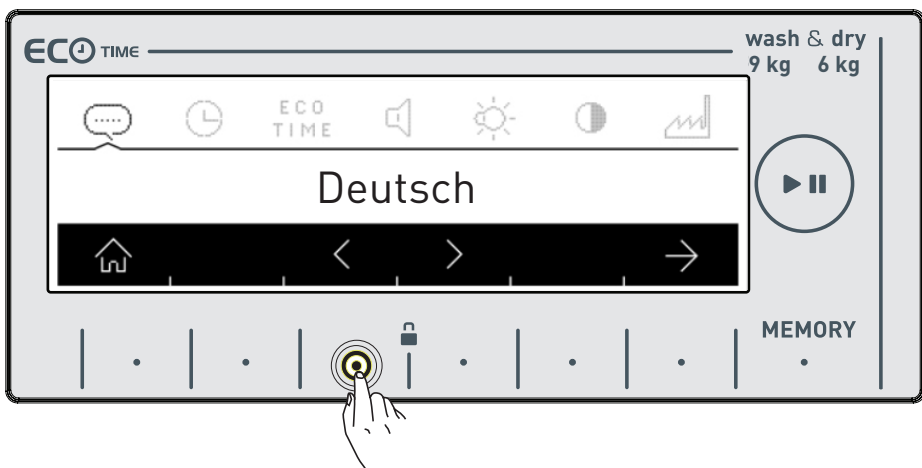 ECO TIME
wash & dry
9 kg 6 kg
ECO
TIME
Deutsch
MEMORY